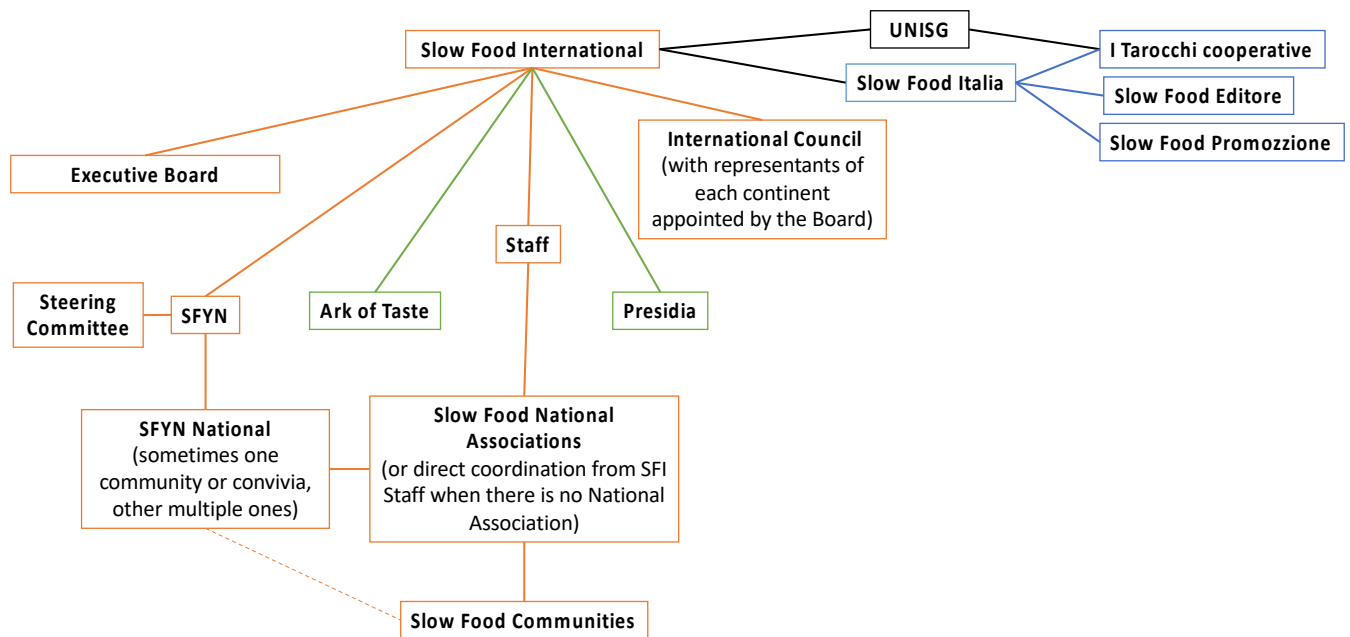 UNISG
Slow Food International
I Tarocchi cooperative
Slow Food Italia
Slow Food Editore
Slow Food Promozzione
International Council
(with representants of
each continent
appointed by the Board)
Executive Board
Staff
Steering
Committee
SFYN
Ark of Taste
Presidia
SFYN National
(sometimes one
community or convivia,
other multiple ones)
Slow Food National
Associations
(or direct coordination from SFI
Staff when there is no National
Association)
Slow Food Communities